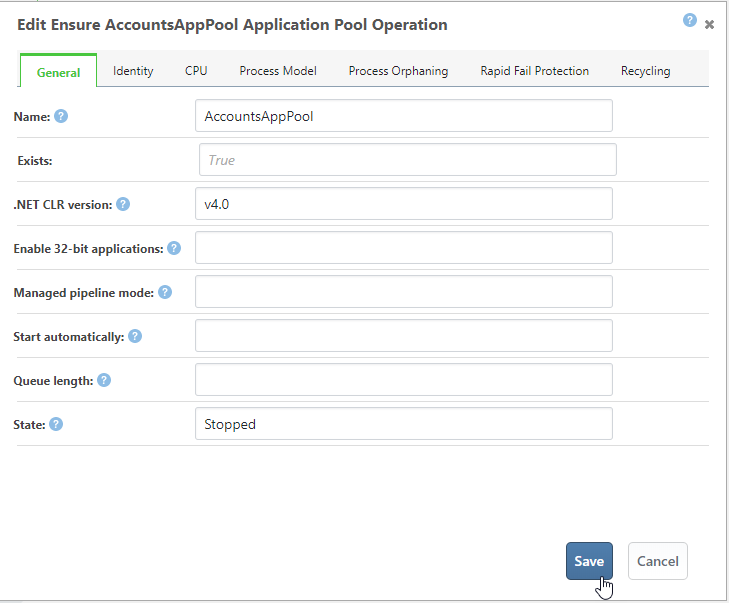 Edit Ensure AccountsAppPool Application Pool Operation
General Identity CPU Process Model Process Orphaning Rapid Fail Protection Recycling
Name: AccountsAppPool
Exists: True
.NET CLR version: v4.0
Enable 32-bit applications:
Managed pipeline mode:
Start automatically:
Queue length:
State: Stopped
Save Cancel